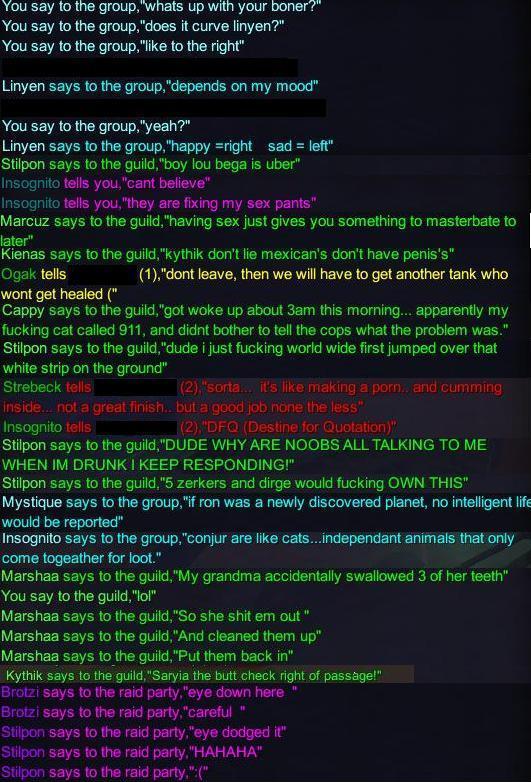 You say to the group,"whats up with your boner?"
You say to the group,"does it curve linyen?"
You say to the group,"like to the right"
Linyen says to the group,"depends on my mood"
You say to the group,"yeah?"
Linyen says to the group,"happy =right    sad = left"
Stilpon says to the guild,"boy lou bega is uber"
Insognito tells you,"cant believe"
Insognito tells you,"they are fixing my sex pants"
Marcuz says to the guild,"having sex just gives you something to masterbate to
later"
Kienas says to the guild,"kythik don't lie mexican's don't have penis's"
Ogak tells (1),"dont leave, then we will have to get another tank who
wont get healed ("
Cappy says to the guild,"got woke up about 3am this morning... apparently my
fucking cat called 911, and didnt bother to tell the cops what the problem was."
Stilpon says to the guild,"dude i just fucking world wide first jumped over that
white strip on the ground"
Strebeck tells (2),"sorta...  it's like making a porn.. and cumming
inside... not a great finish.. but a good job none the less"
Insognito tells (2),"DFQ (Destine for Quotation)"
Stilpon says to the guild,"DUDE WHY ARE NOOBS ALL TALKING TO ME
WHEN IM DRUNK I KEEP RESPONDING!"
Stilpon says to the guild,"5 zerkers and dirge would fucking OWN THIS"
Mystique says to the group,"if ron was a newly discovered planet, no intelligent life
would be reported"
Insognito says to the group,"conjur are like cats...independant animals that only
come togeather for loot."
Marshaa says to the guild,"My grandma accidentally swallowed 3 of her teeth"
You say to the guild,"lol"
Marshaa says to the guild,"So she shit em out "
Marshaa says to the guild,"And cleaned them up"
Marshaa says to the guild,"Put them back in"
Kythik says to the guild,"Saryia the butt check right of passage!"
Brotzi says to the raid party,"eye down here  "
Brotzi says to the raid party,"careful  "
Stilpon says to the raid party,"eye dodged it"
Stilpon says to the raid party,"HAHAHA"
Stilpon says to the raid party,":("